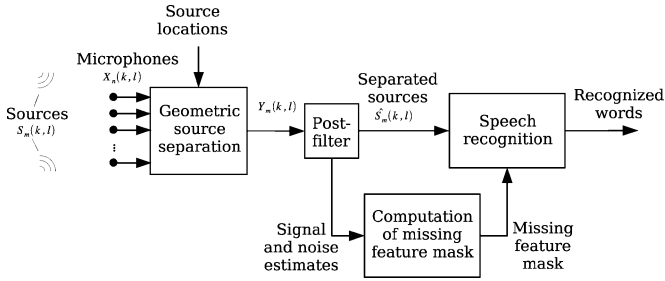 Source
locations
Microphones
Xₙ(k,l)
Sources
Sₘ(k,l)
Geometric
source
separation
Yₘ(k,l)
Post-
filter
Separated
sources
Ŝₘ(k,l)
Speech
recognition
Recognized
words
Signal
and noise
estimates
Computation
of missing
feature mask
Missing
feature
mask